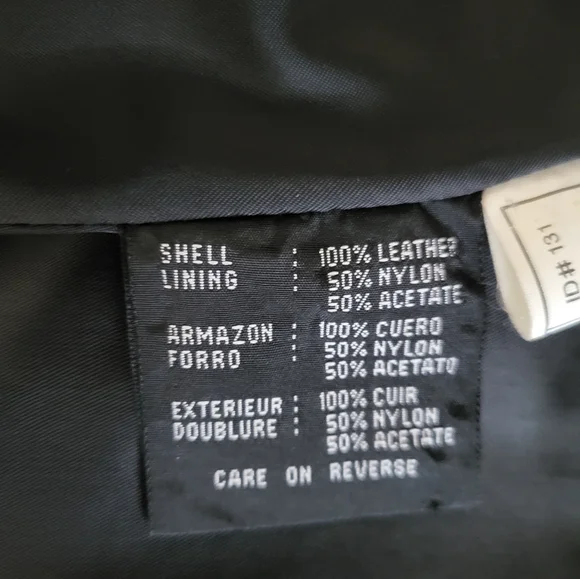 SHELL : 100% LEATHER
LINING : 50% NYLON
50% ACETATE
ARMAZON : 100% CUERO
FORRO : 50% NYLON
50% ACETATO
EXTERIEUR : 100% CUIR
DOUBLURE : 50% NYLON
50% ACETATE
CARE ON REVERSE
ID# 131